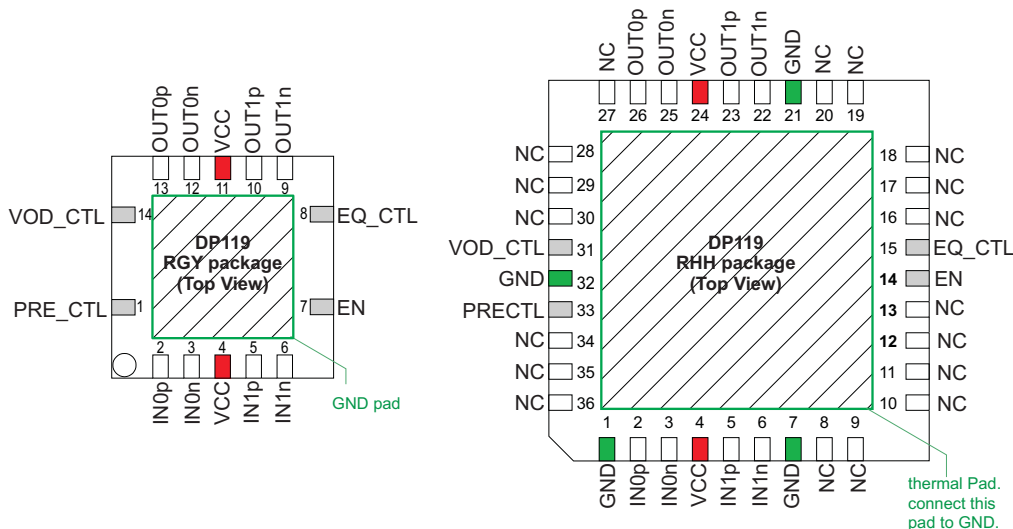 OUT0p
OUT0n
VCC
OUT1p
OUT1n
13
12
11
10
9
VOD_CTL
14
8
EQ_CTL
DP119
RGY package
(Top View)
PRE_CTL
1
7
EN
2
3
4
5
6
IN0p
IN0n
VCC
IN1p
IN1n
GND pad
NC
OUT0p
OUT0n
VCC
OUT1p
OUT1n
GND
NC
NC
27
26
25
24
23
22
21
20
19
NC
28
18
NC
NC
29
17
NC
NC
30
16
NC
VOD_CTL
31
15
EQ_CTL
DP119
RHH package
(Top View)
GND
32
14
EN
PRECTL
33
13
NC
NC
34
12
NC
NC
35
11
NC
NC
36
10
NC
1
2
3
4
5
6
7
8
9
GND
IN0p
IN0n
VCC
IN1p
IN1n
GND
NC
NC
thermal Pad.
connect this
pad to GND.